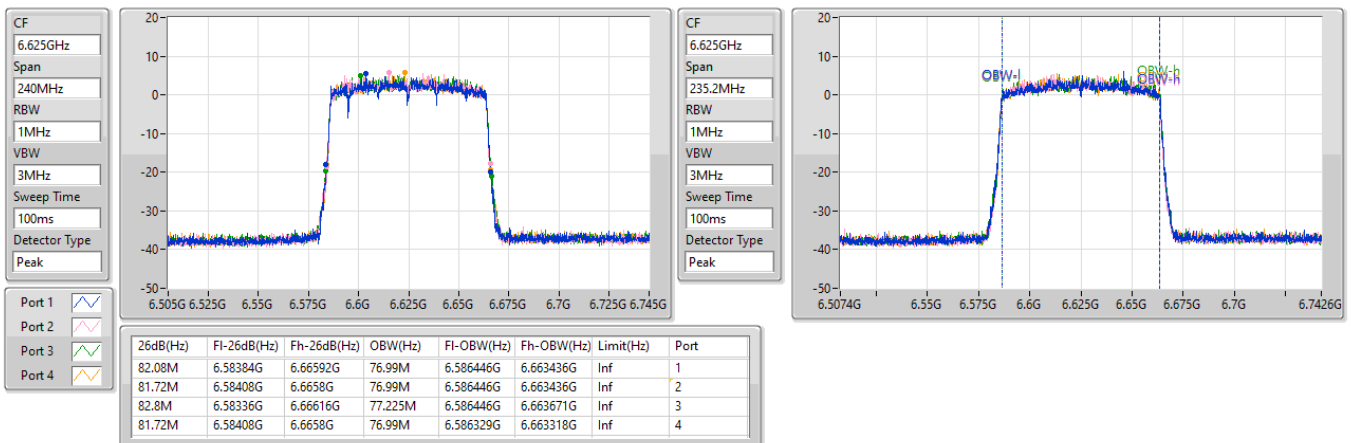 CF
6.625GHz
Span
240MHz
RBW
1MHz
VBW
3MHz
Sweep Time
100ms
Detector Type
Peak
20
10
0
-10
-20
-30
-40
-50
6.505G 6.525G 6.55G 6.575G 6.6G 6.625G 6.65G 6.675G 6.7G 6.725G 6.745G
CF
6.625GHz
Span
235.2MHz
RBW
1MHz
VBW
3MHz
Sweep Time
100ms
Detector Type
Peak
20
10
0
-10
-20
-30
-40
-50
OBW-l
OBW-h
OBW-h
6.5074G 6.55G 6.575G 6.6G 6.625G 6.65G 6.675G 6.7G 6.7426G
Port 1
Port 2
Port 3
Port 4
26dB(Hz) Fl-26dB(Hz) Fh-26dB(Hz) OBW(Hz) Fl-OBW(Hz) Fh-OBW(Hz) Limit(Hz) Port
82.08M 6.58384G 6.66592G 76.99M 6.586446G 6.663436G Inf 1
81.72M 6.58408G 6.6658G 76.99M 6.586446G 6.663436G Inf 2
82.8M 6.58336G 6.66616G 77.225M 6.586446G 6.663671G Inf 3
81.72M 6.58408G 6.6658G 76.99M 6.586329G 6.663318G Inf 4